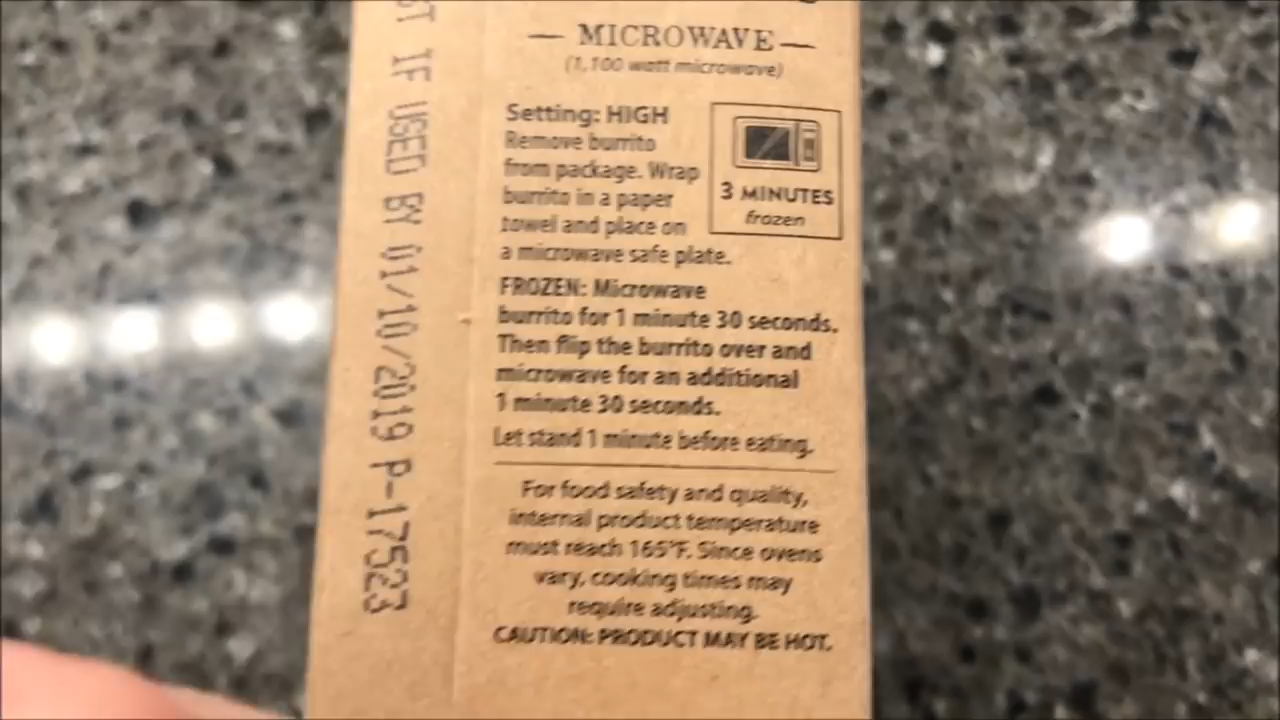 — MICROWAVE —
(1,100 watt microwave)
Setting: HIGH
Remove burrito
from package. Wrap
burrito in a paper
towel and place on
a microwave safe plate.
3 MINUTES
frozen
FROZEN: Microwave
burrito for 1 minute 30 seconds.
Then flip the burrito over and
microwave for an additional
1 minute 30 seconds.
Let stand 1 minute before eating.
For food safety and quality,
internal product temperature
must reach 165°F. Since ovens
vary, cooking times may
require adjusting.
CAUTION: PRODUCT MAY BE HOT.
ST IF USED BY 01/10/2019 P-17523